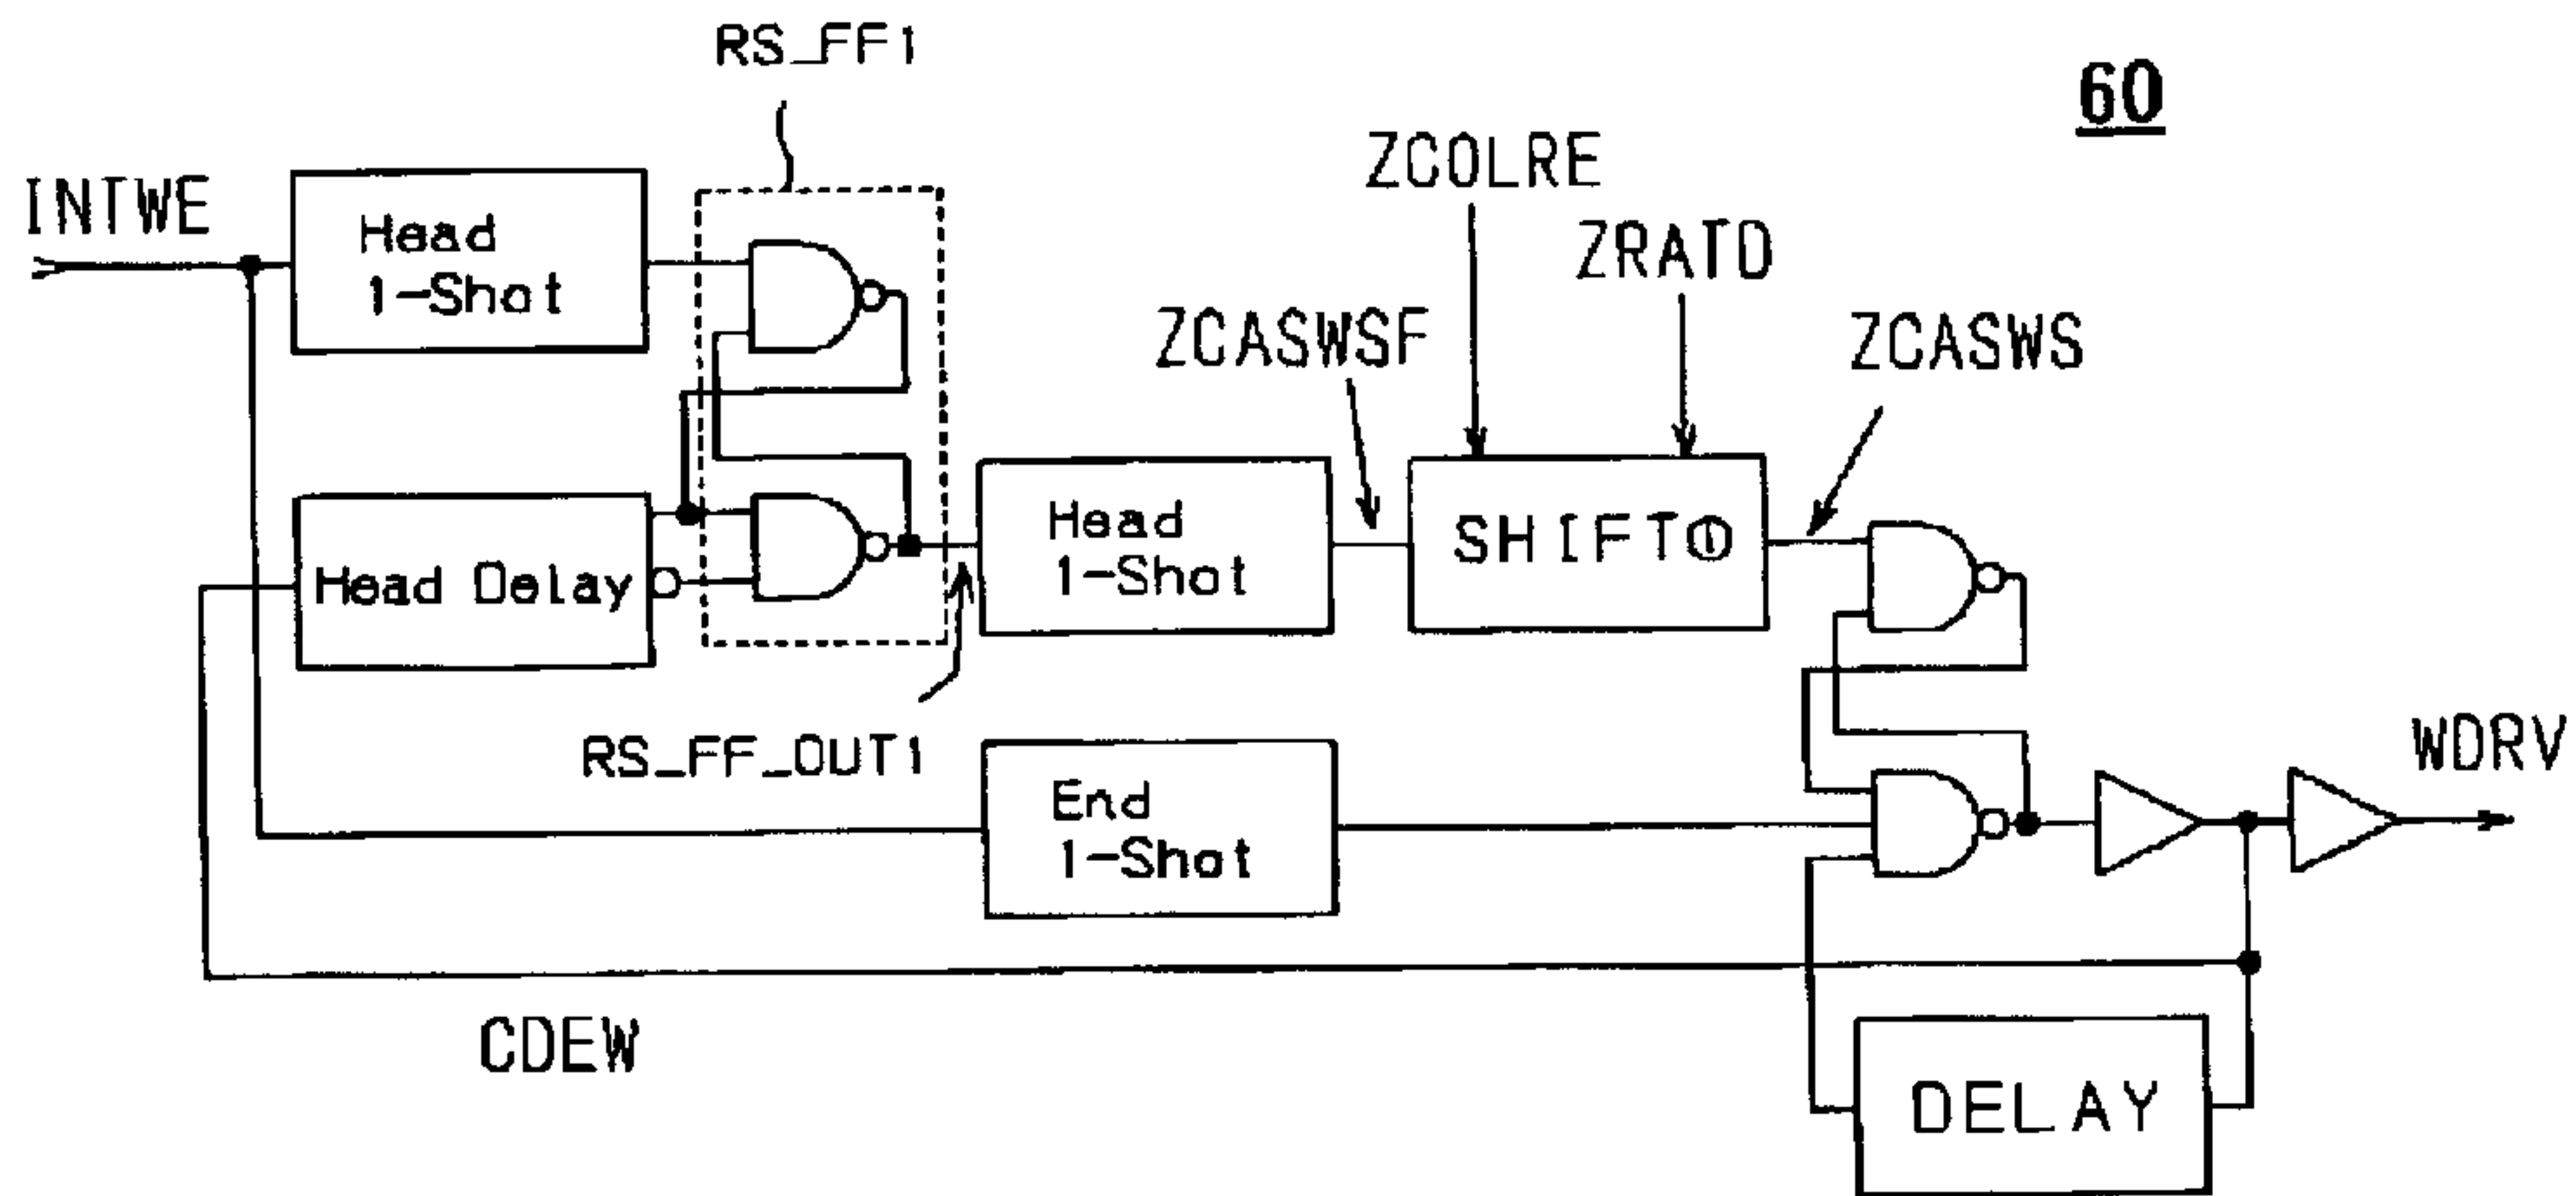 RS_FF1
60
INTWE
Head
1-Shot
ZCOLRE
ZRATD
ZCASWSF
ZCASWS
Head Delay
Head
1-Shot
SHIFT①
RS_FF_OUT1
End
1-Shot
WDRV
CDEW
DELAY